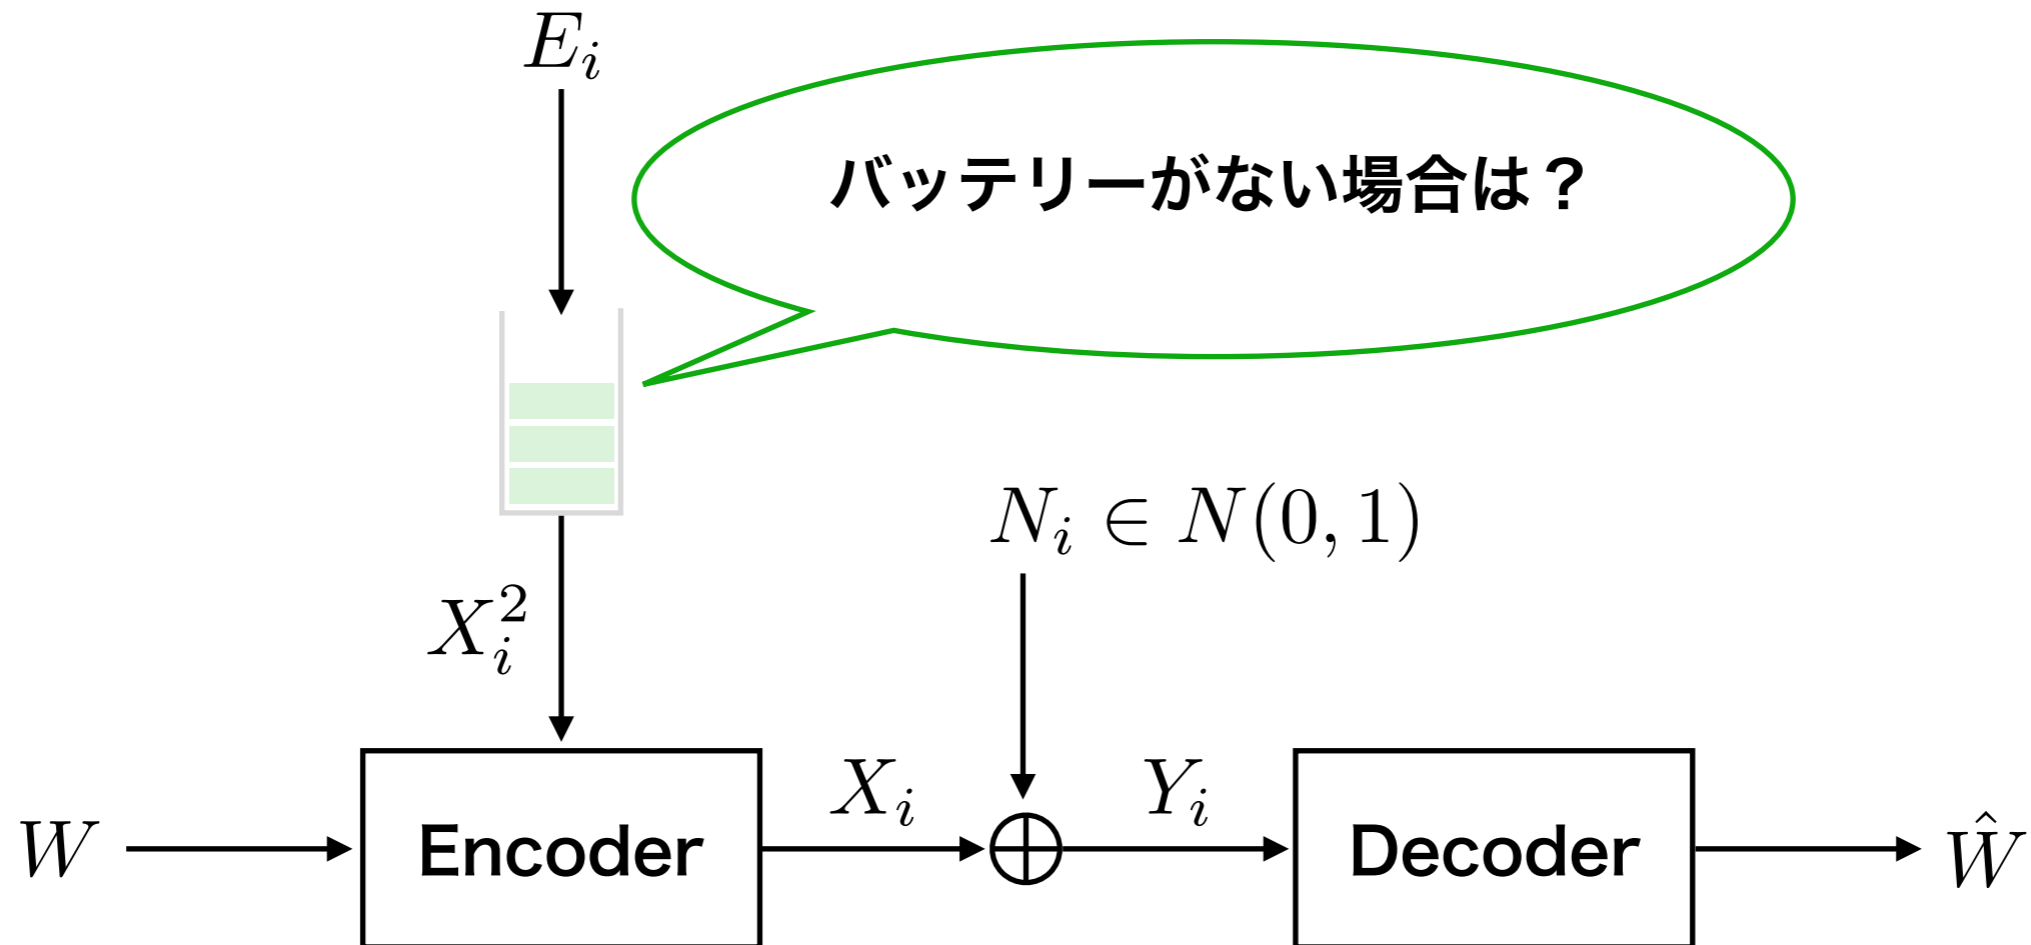 E_i
バッテリーがない場合は？
N_i ∈ N(0, 1)
X_i^2
W
Encoder
X_i
Y_i
Decoder
Ŵ